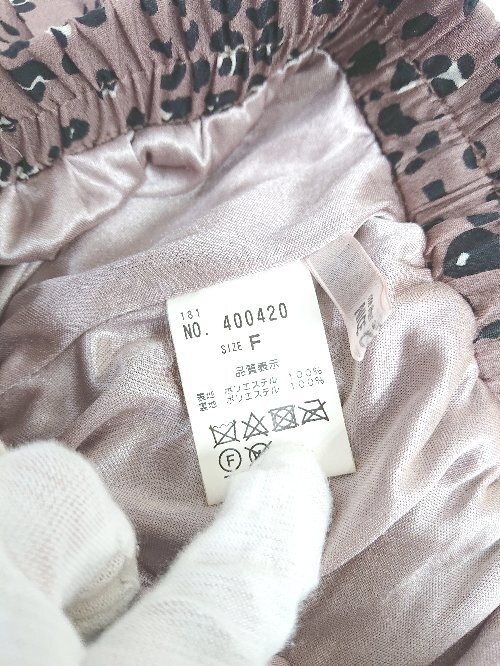 181
NO. 400420
SIZE F
品質表示
表地 ポリエステル 100%
裏地 ポリエステル 100%
F